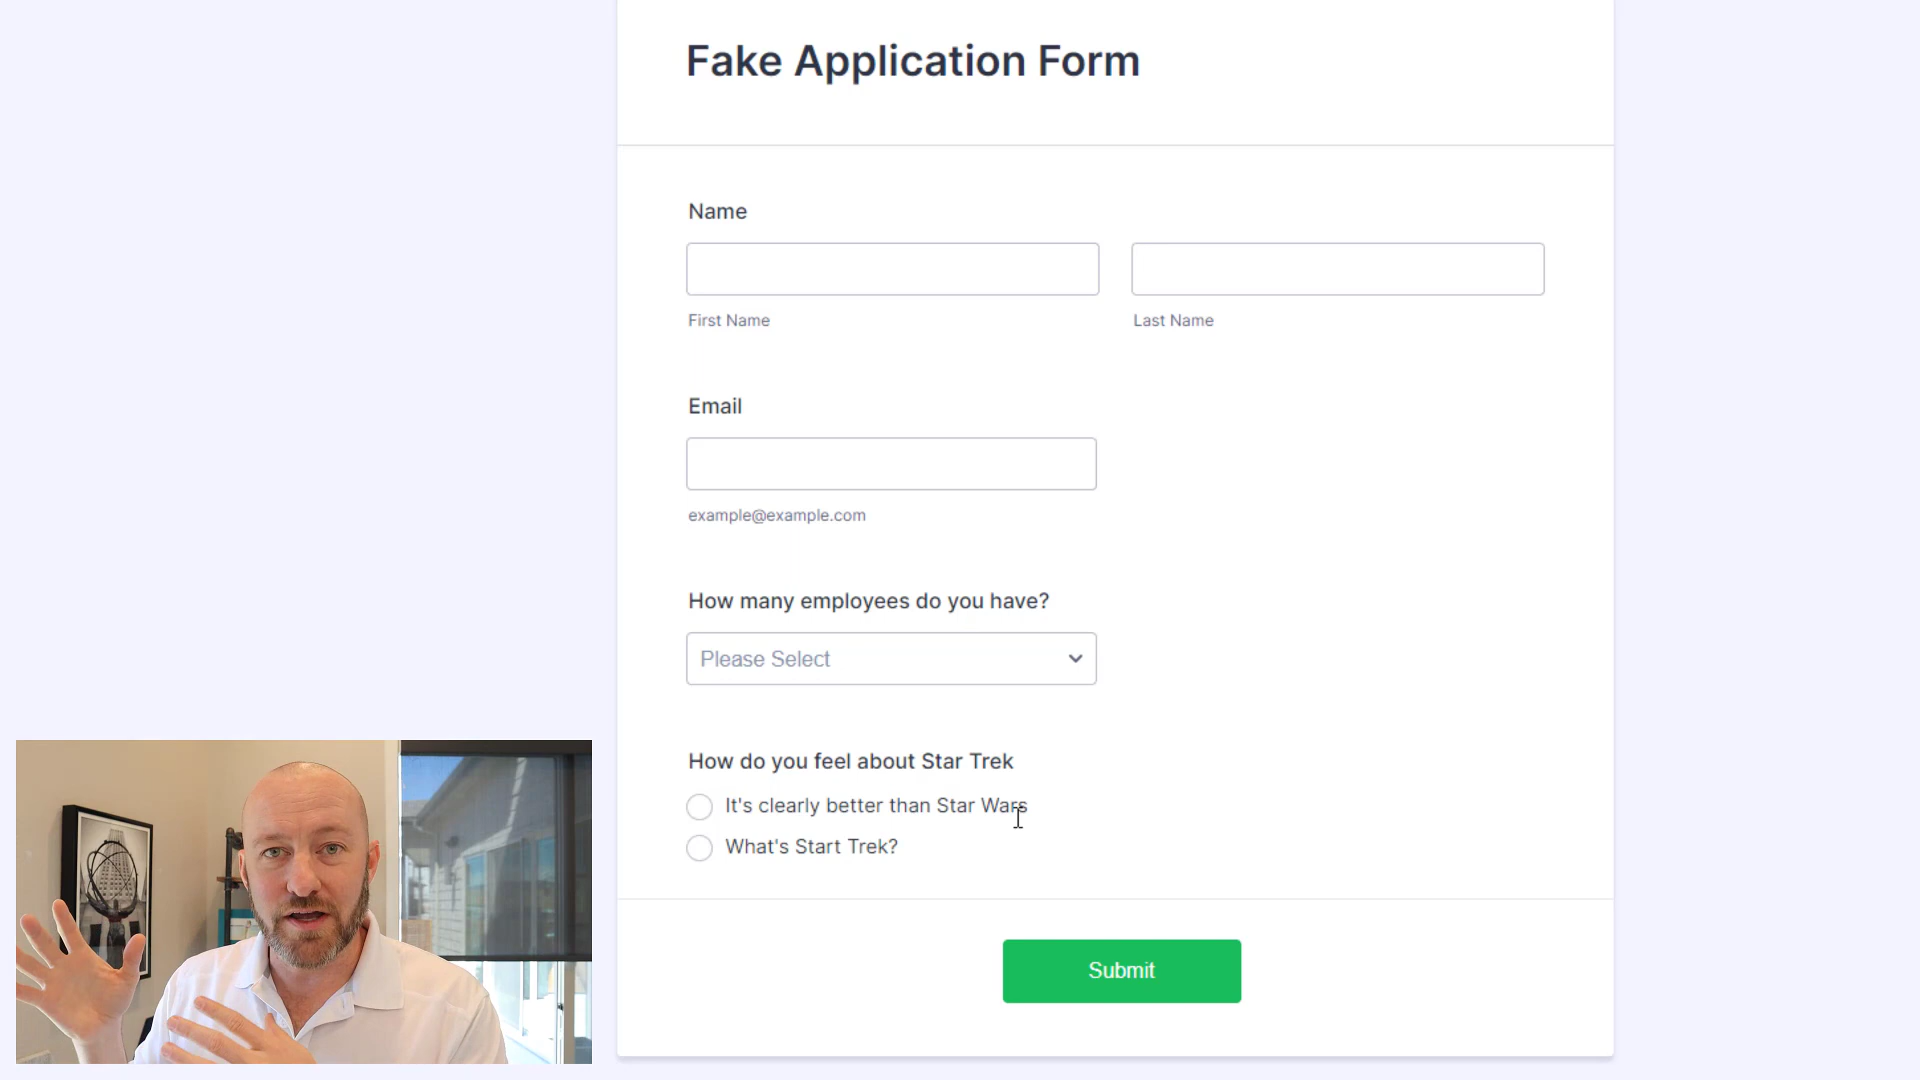 Fake Application Form
Name
First Name
Last Name
Email
example@example.com
How many employees do you have?
Please Select
How do you feel about Star Trek
It's clearly better than Star Wars
What's Start Trek?
Submit